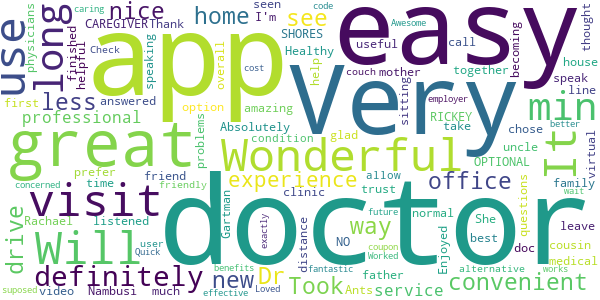 CAREGIVERThank
nice
home
see
seen
I'm
SHORES
Healthy
speaking
Check
finished
helpful
physicians
caring
use
long
app
easy
code
Awesome
useful
call
becoming
thought
cost
overall
help
couch
mother
together
house
less
answered
option
amazing
sitting
employer
speak
line
first
professional
problems
Absolutely
condition
glad
RICKEY
take
chose
min
better
very
great
Wonderful
It
OPTIONAL
uncle
virtual
prefer
experience
clinic
allow
trust
office
family
wait
concerned
time
friend
visit
doctor
friendly
Gartman
distance
future
normal
She
questions
leave
drive
Rachael
listened
Will
way
NO
coupon
Worked
Enjoyed
best
doc
cousin
medical
user
Quick
exactly
father
alternative
works
definitely
new
Dr
Took
service
convenient
benefits
fantastic
suposed
video
Nambusi
much
effective
Loved
Ants